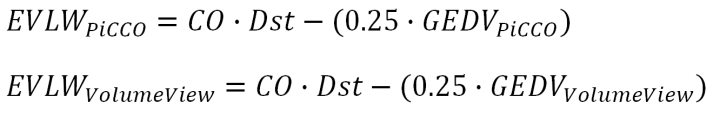 EVLW_PiCCO = CO · Dst − (0.25 · GEDV_PiCCO)
EVLW_VolumeView = CO · Dst − (0.25 · GEDV_VolumeView)